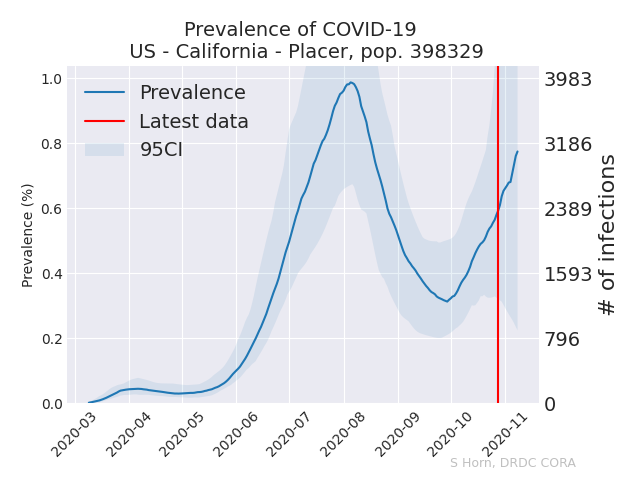 Prevalence of COVID-19
US - California - Placer, pop. 398329
Prevalence
Latest data
95CI
Prevalence (%)
1.0
0.8
0.6
0.4
0.2
0.0
3983
3186
2389
1593
796
0
# of infections
2020-03
2020-04
2020-05
2020-06
2020-07
2020-08
2020-09
2020-10
2020-11
S Horn, DRDC CORA